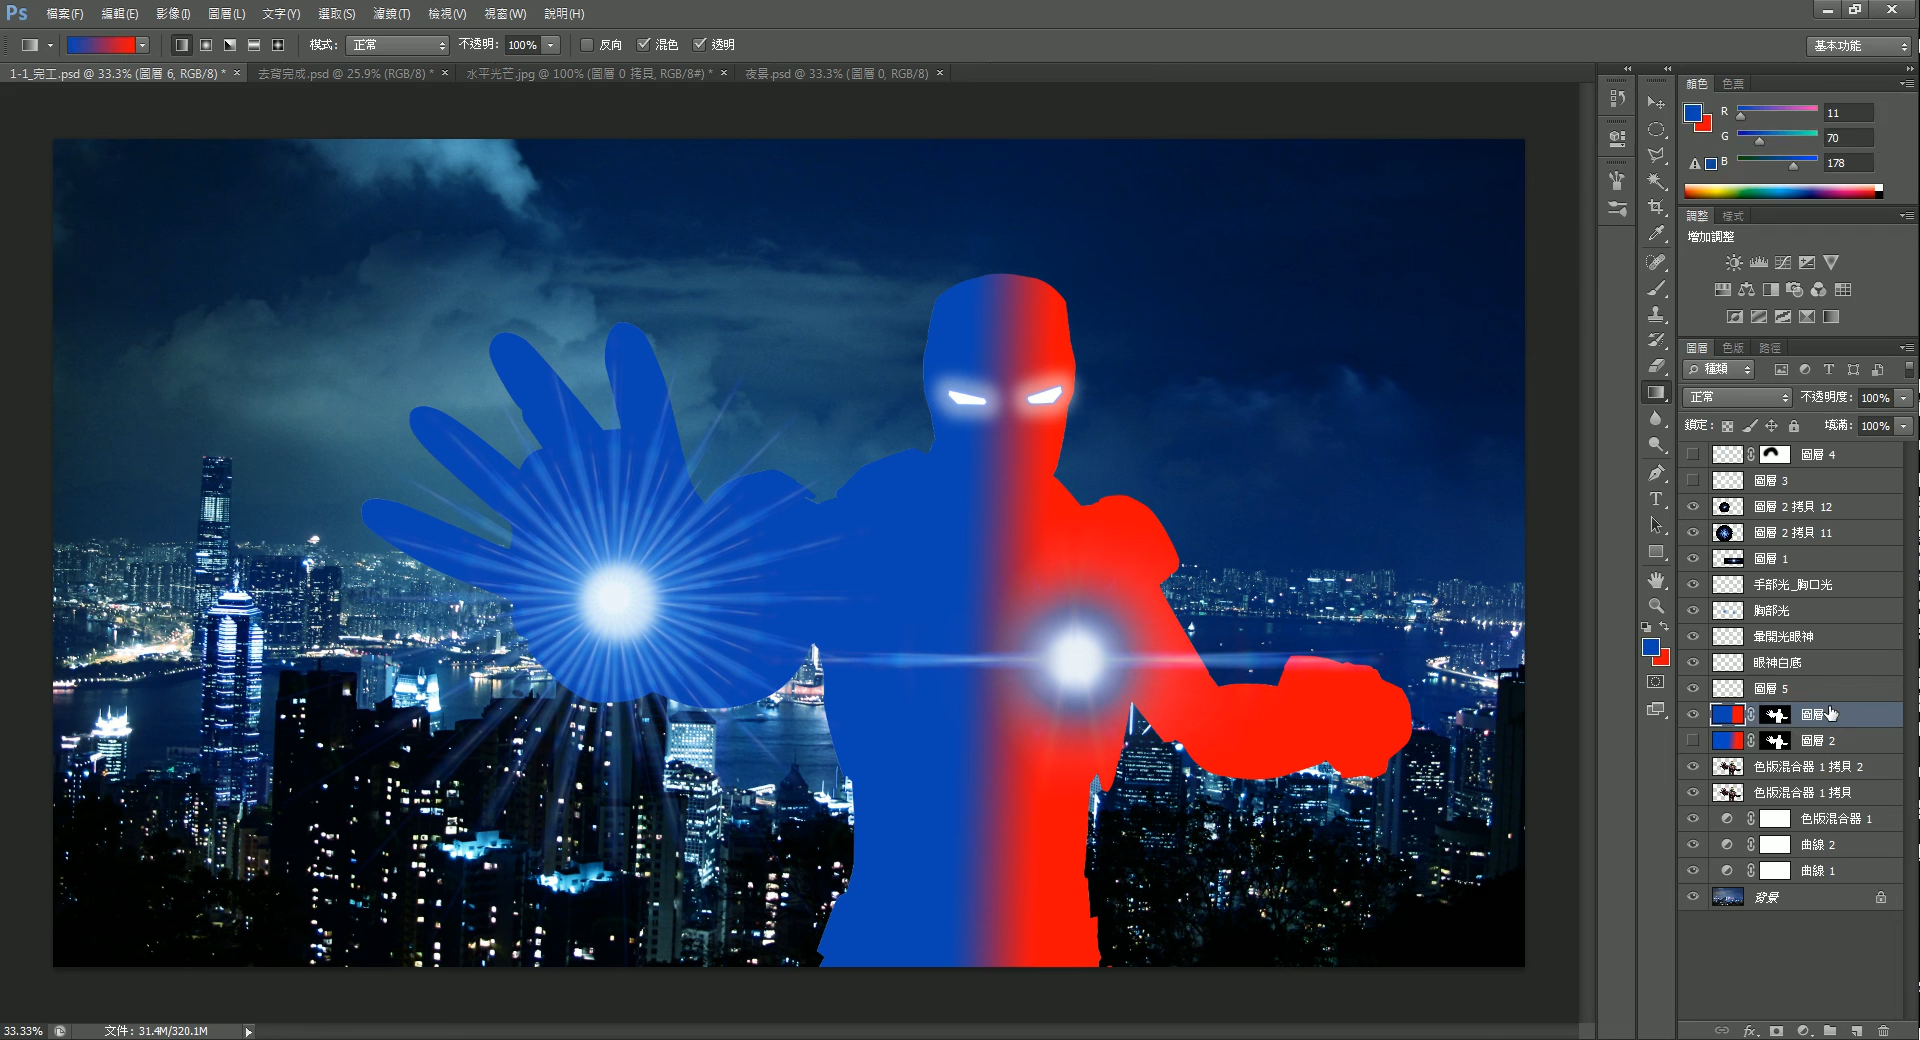 Ps 檔案(F) 編輯(E) 影像(I) 圖層(L) 文字(Y) 選取(S) 濾鏡(T) 檢視(V) 視窗(W) 說明(H)
模式: 正常 不透明: 100% 反向 混色 透明 基本功能
1-1_完工.psd @ 33.3% (圖層 6, RGB/8) * × 去背完成.psd @ 25.9% (RGB/8) * × 水平光芒.jpg @ 100% (圖層 0 拷貝, RGB/8#) * × 夜景.psd @ 33.3% (圖層 0, RGB/8) ×
顏色 色票
R 11
G 70
B 178
調整 樣式
增加調整
圖層 色版 路徑
種類
正常 不透明度: 100%
鎖定: 填滿: 100%
圖層 4
圖層 3
圖層 2 拷貝 12
圖層 2 拷貝 11
圖層 1
手部光_胸口光
胸部光
暈開光眼神
眼神白底
圖層 5
圖層
圖層 2
色版混合器 1 拷貝 2
色版混合器 1 拷貝
色版混合器 1
曲線 2
曲線 1
背景
33.33% 文件: 31.4M/320.1M
fx